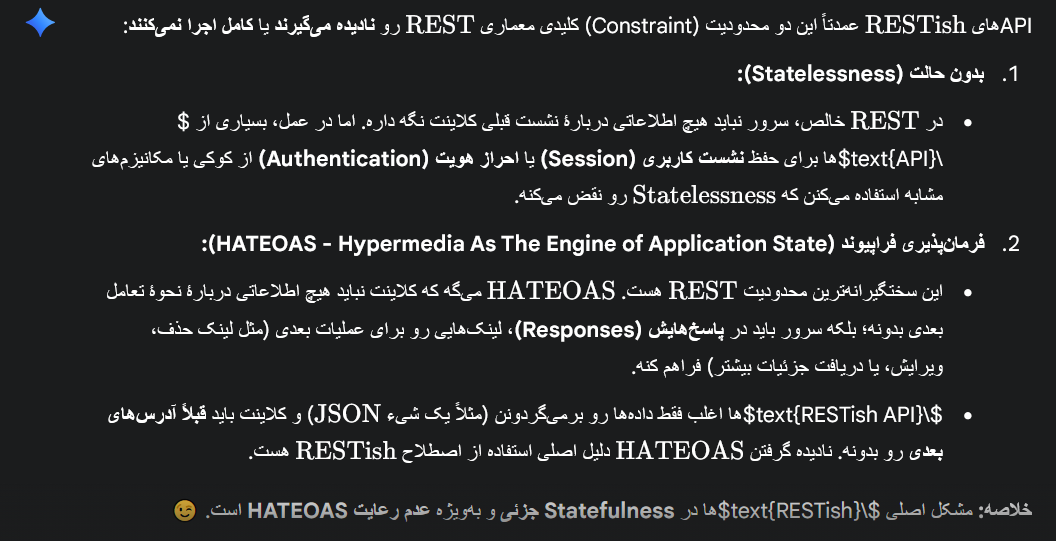 APIهای RESTish عمدتاً این دو محدودیت (Constraint) کلیدی معماری REST رو نادیده می‌گیرند یا کامل اجرا نمی‌کنند:
1. بدون حالت (Statelessness):
• در REST خالص، سرور نباید هیچ اطلاعاتی دربارهٔ نشست قبلی کلاینت نگه داره. اما در عمل، بسیاری از $
\text{API}$ها برای حفظ نشست کاربری (Session) یا احراز هویت (Authentication) از کوکی یا مکانیزم‌های
مشابه استفاده می‌کنن که Statelessness رو نقض می‌کنه.
2. فرمان‌پذیری فراپیوند (HATEOAS - Hypermedia As The Engine of Application State):
• این سختگیرانه‌ترین محدودیت REST هست. HATEOAS می‌گه که کلاینت نباید هیچ اطلاعاتی دربارهٔ نحوهٔ تعامل
بعدی بدونه؛ بلکه سرور باید در پاسخ‌هایش (Responses)، لینک‌هایی رو برای عملیات بعدی (مثل لینک حذف،
ویرایش، یا دریافت جزئیات بیشتر) فراهم کنه.
• $\text{RESTish API}$ها اغلب فقط داده‌ها رو برمی‌گردونن (مثلاً یک شیء JSON) و کلاینت باید قبلاً آدرس‌های
بعدی رو بدونه. نادیده گرفتن HATEOAS دلیل اصلی استفاده از اصطلاح RESTish هست.
خلاصه: مشکل اصلی $\text{RESTish}$ها در Statefulness جزئی و به‌ویژه عدم رعایت HATEOAS است. 😉